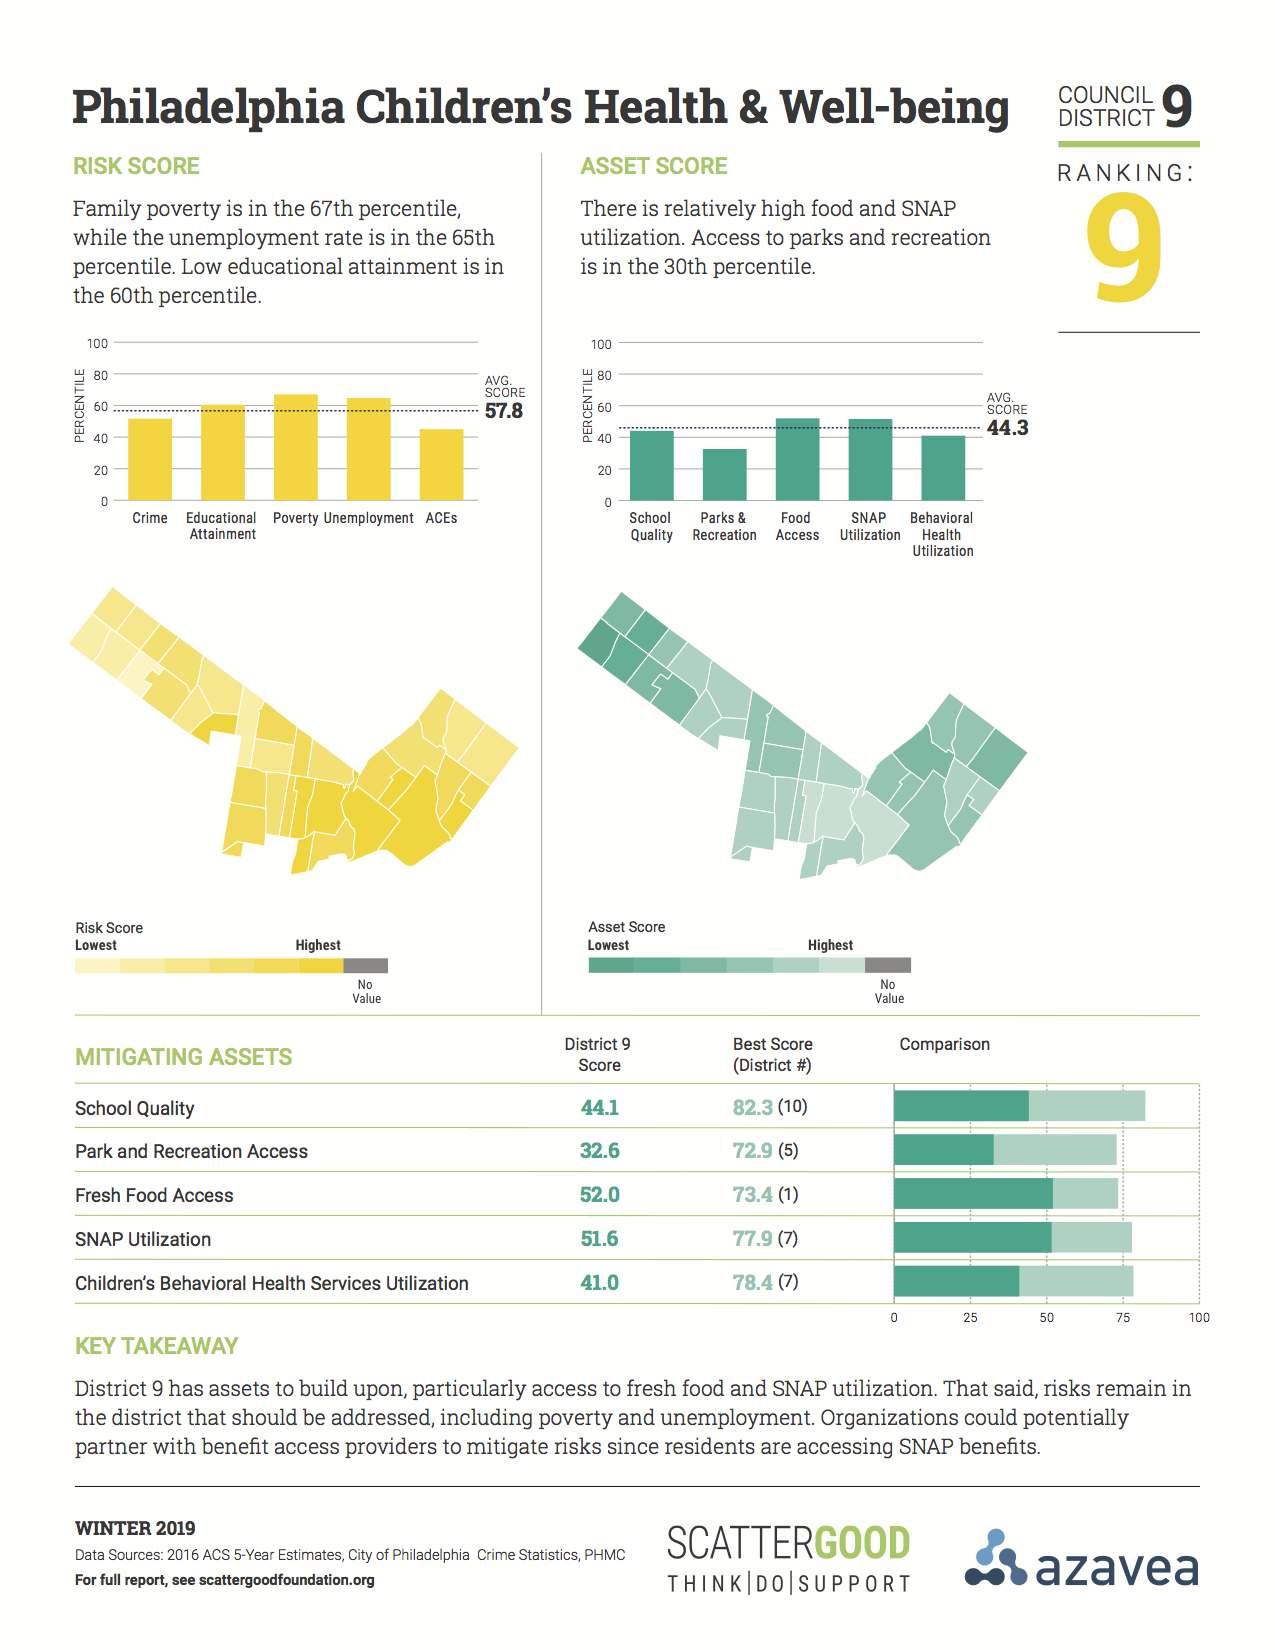 Philadelphia Children's Health & Well-being
COUNCIL
DISTRICT 9
RANKING:
9
RISK SCORE
Family poverty is in the 67th percentile,
while the unemployment rate is in the 65th
percentile. Low educational attainment is in
the 60th percentile.
PERCENTILE
100
80
60
40
20
0
AVG.
SCORE
57.8
Crime
Educational
Attainment
Poverty
Unemployment
ACEs
ASSET SCORE
There is relatively high food and SNAP
utilization. Access to parks and recreation
is in the 30th percentile.
PERCENTILE
100
80
60
40
20
0
AVG.
SCORE
44.3
School
Quality
Parks &
Recreation
Food
Access
SNAP
Utilization
Behavioral
Health
Utilization
Risk Score
Lowest Highest
No
Value
Asset Score
Lowest Highest
No
Value
MITIGATING ASSETS
District 9
Score
Best Score
(District #)
Comparison
School Quality 44.1 82.3 (10)
Park and Recreation Access 32.6 72.9 (5)
Fresh Food Access 52.0 73.4 (1)
SNAP Utilization 51.6 77.9 (7)
Children's Behavioral Health Services Utilization 41.0 78.4 (7)
0 25 50 75 100
KEY TAKEAWAY
District 9 has assets to build upon, particularly access to fresh food and SNAP utilization. That said, risks remain in
the district that should be addressed, including poverty and unemployment. Organizations could potentially
partner with benefit access providers to mitigate risks since residents are accessing SNAP benefits.
WINTER 2019
Data Sources: 2016 ACS 5-Year Estimates, City of Philadelphia Crime Statistics, PHMC
For full report, see scattergoodfoundation.org
SCATTERGOOD
THINK|DO|SUPPORT
azavea